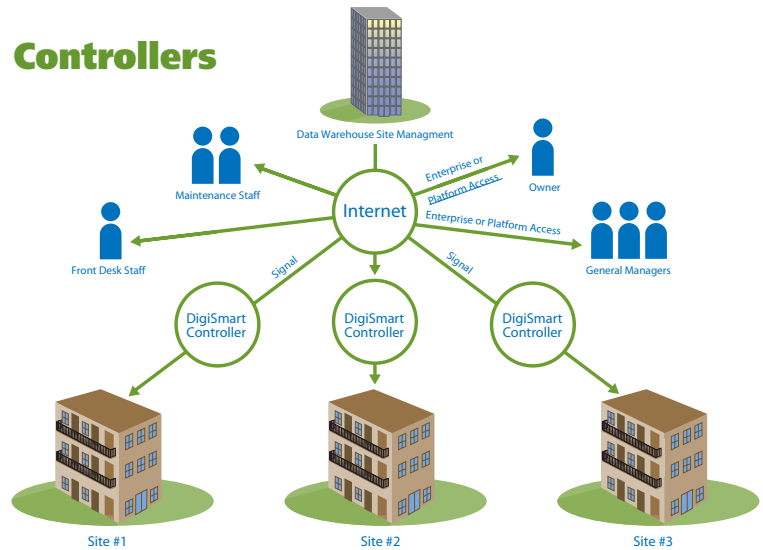 Controllers
Data Warehouse Site Managment
Maintenance Staff
Enterprise or
Platform Access
Owner
Internet
Enterprise or Platform Access
Front Desk Staff
General Managers
Signal
Signal
DigiSmart
Controller
DigiSmart
Controller
DigiSmart
Controller
Site #1
Site #2
Site #3